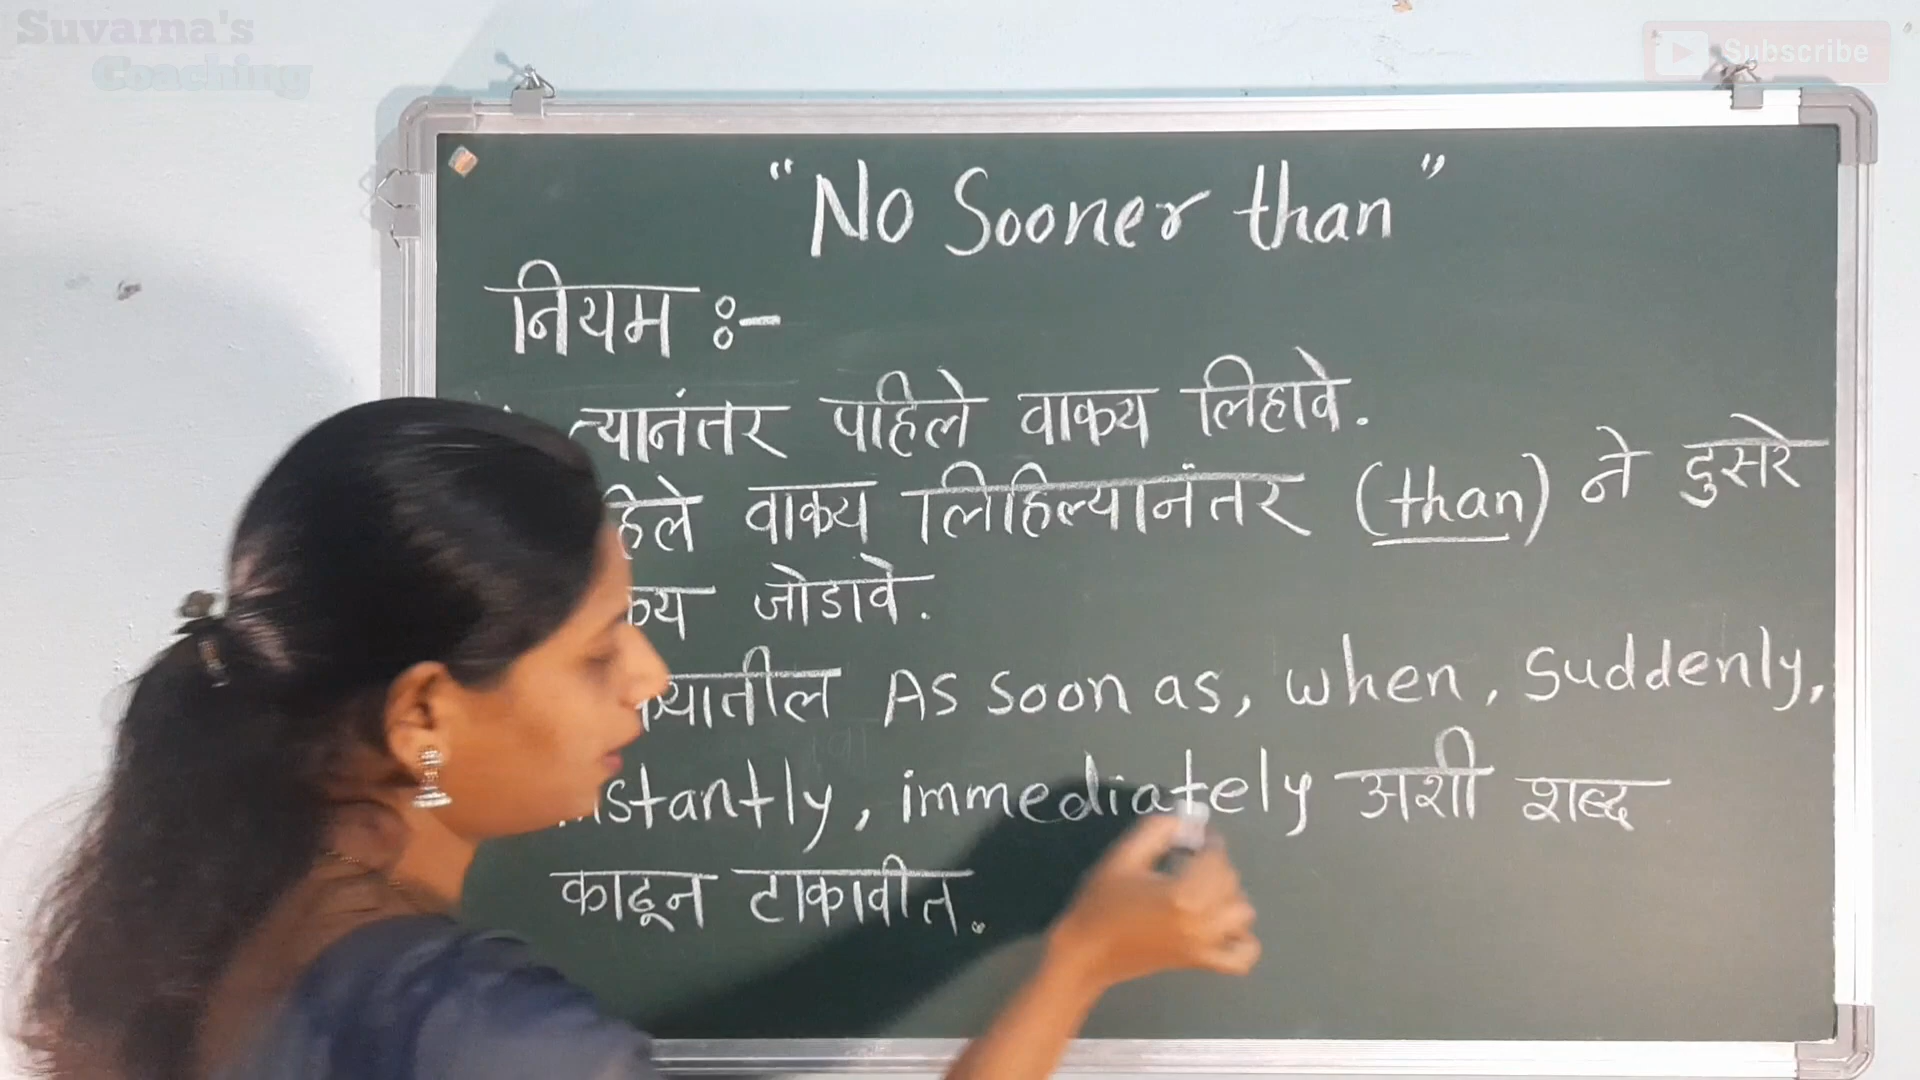 Suvarna's
Coaching
Subscribe
"No Sooner than"
नियम :-
त्यानंतर पहिले वाक्य लिहावे.
वाक्य लिहिल्यानंतर (than) ने दुसरे
जोडावे.
As soon as, when, suddenly,
immediately अशी शब्द
काढून टाकावीत.